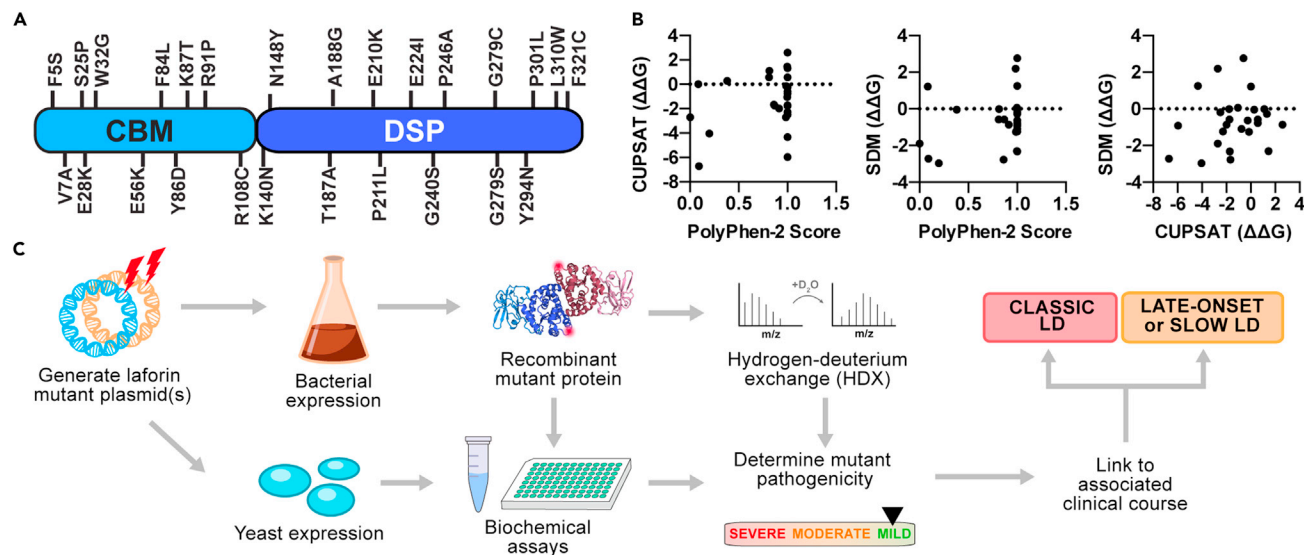 A
F5S
S25P
W32G
F84L
K87T
R91P
N148Y
A188G
E210K
E224I
P246A
G279C
P301L
L310W
F321C
CBM
DSP
V7A
E28K
E56K
Y86D
R108C
K140N
T187A
P211L
G240S
G279S
Y294N
B
CUPSAT (ΔΔG)
4
2
0
-2
-4
-6
-8
0.0
0.5
1.0
1.5
PolyPhen-2 Score
SDM (ΔΔG)
4
2
0
-2
-4
0.0
0.5
1.0
1.5
PolyPhen-2 Score
SDM (ΔΔG)
4
2
0
-2
-4
-8
-6
-4
-2
0
2
4
CUPSAT (ΔΔG)
C
Generate laforin
mutant plasmid(s)
Bacterial
expression
Recombinant
mutant protein
+D₂O
m/z
m/z
Hydrogen-deuterium
exchange (HDX)
CLASSIC
LD
LATE-ONSET
or SLOW LD
Yeast expression
Biochemical
assays
Determine mutant
pathogenicity
SEVERE MODERATE MILD
Link to
associated
clinical course